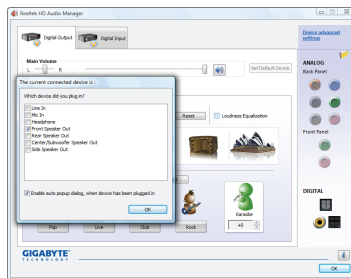 Realtek HD Audio Manager
Digital Output
Digital Input
Device advanced
settings
Main Volume
L
R
Set Default Device
ANALOG
Back Panel
The current connected device is :
Which device did you plug in?
Line In
Mic In
Headphone
Front Speaker Out
Rear Speaker Out
Center/Subwoofer Speaker Out
Side Speaker Out
Enable auto popup dialog, when device has been plugged in
OK
Reset
Loudness Equalization
Front Panel
Karaoke
+0
Pop
Live
Club
Rock
DIGITAL
GIGABYTE
TECHNOLOGY
OK